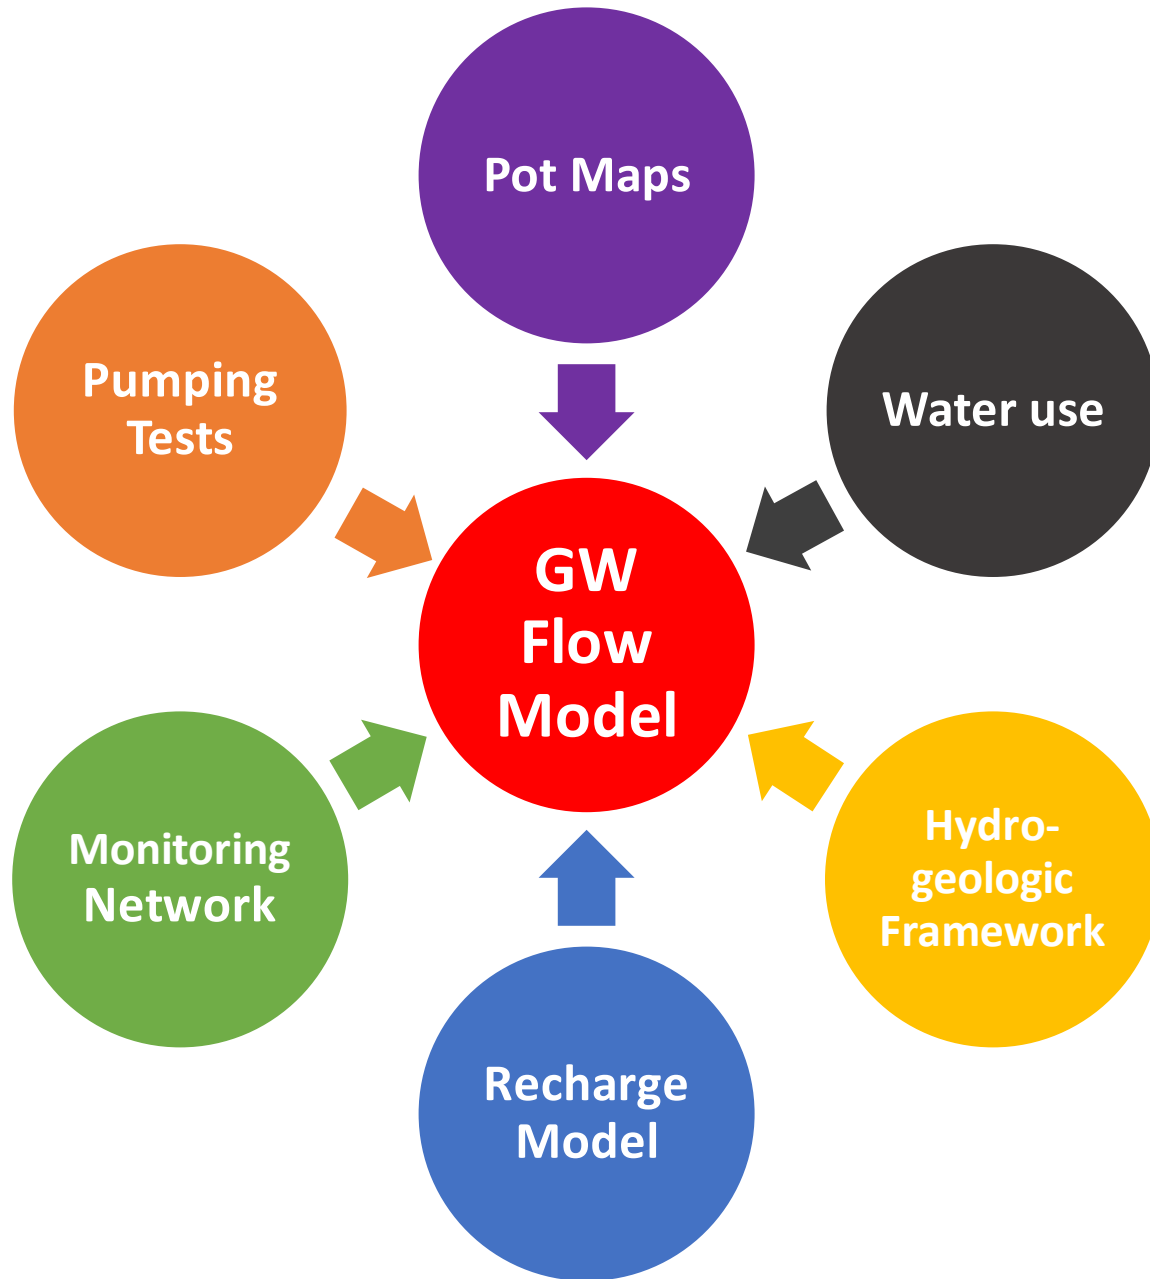 Pot Maps
Pumping
Tests
Water use
GW
Flow
Model
Monitoring
Network
Hydro-
geologic
Framework
Recharge
Model